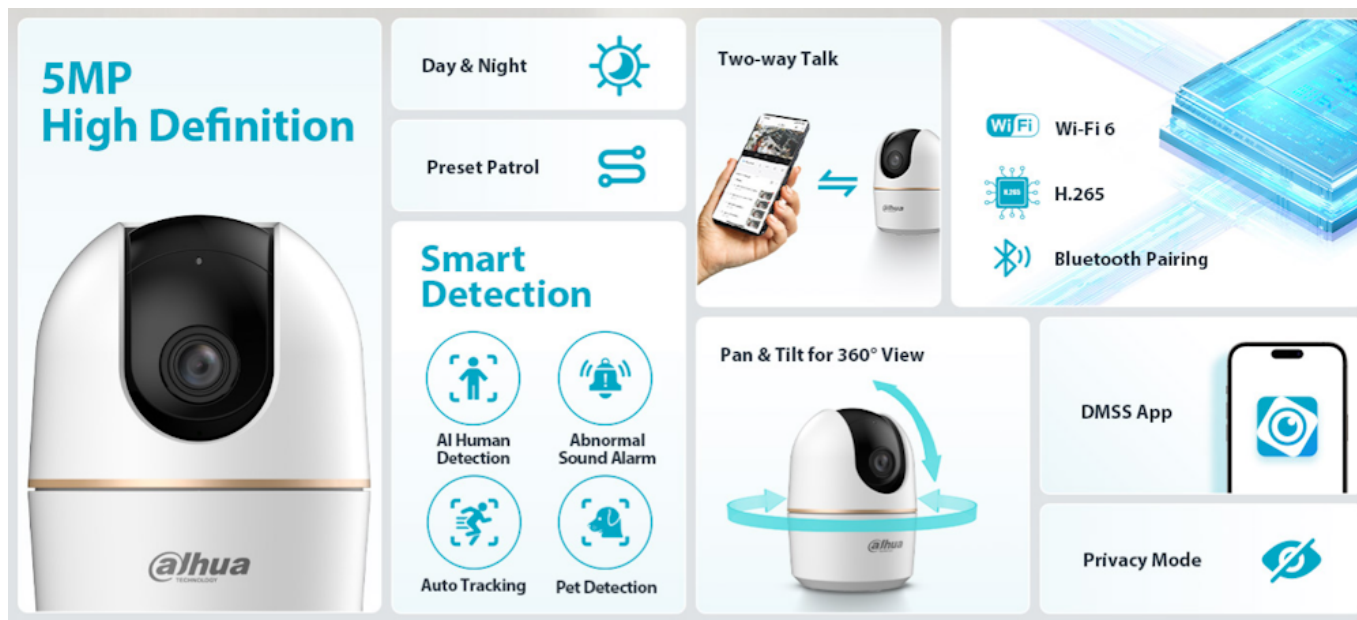 5MP
High Definition
Day & Night
Preset Patrol
Smart
Detection
AI Human
Detection
Abnormal
Sound Alarm
Auto Tracking
Pet Detection
alhua
TECHNOLOGY
Two-way Talk
alhua
WiFi
Wi-Fi 6
H.265
H.265
Bluetooth Pairing
Pan & Tilt for 360° View
alhua
DMSS App
Privacy Mode